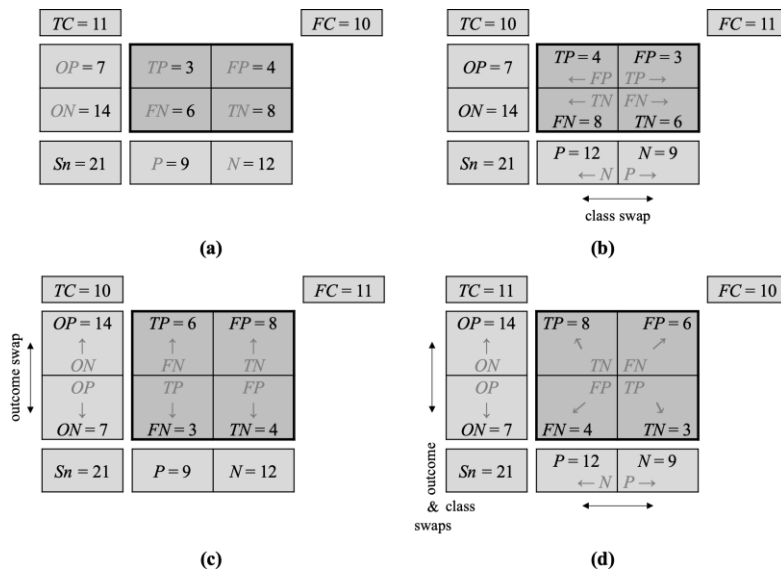 TC = 11
FC = 10
OP = 7
TP = 3
FP = 4
ON = 14
FN = 6
TN = 8
Sn = 21
P = 9
N = 12
(a)
TC = 10
FC = 11
OP = 7
TP = 4
FP = 3
← FP
TP →
ON = 14
← TN
FN →
FN = 8
TN = 6
Sn = 21
P = 12
N = 9
← N
P →
class swap
(b)
TC = 10
FC = 11
outcome swap
OP = 14
TP = 6
FP = 8
↑
↑
↑
ON
FN
TN
OP
TP
FP
↓
↓
↓
ON = 7
FN = 3
TN = 4
Sn = 21
P = 9
N = 12
(c)
TC = 11
FC = 10
OP = 14
TP = 8
FP = 6
↑
↖
↗
ON
TN
FN
OP
FP
TP
↓
↙
↘
ON = 7
FN = 4
TN = 3
Sn = 21
P = 12
N = 9
← N
P →
outcome
& class
swaps
(d)